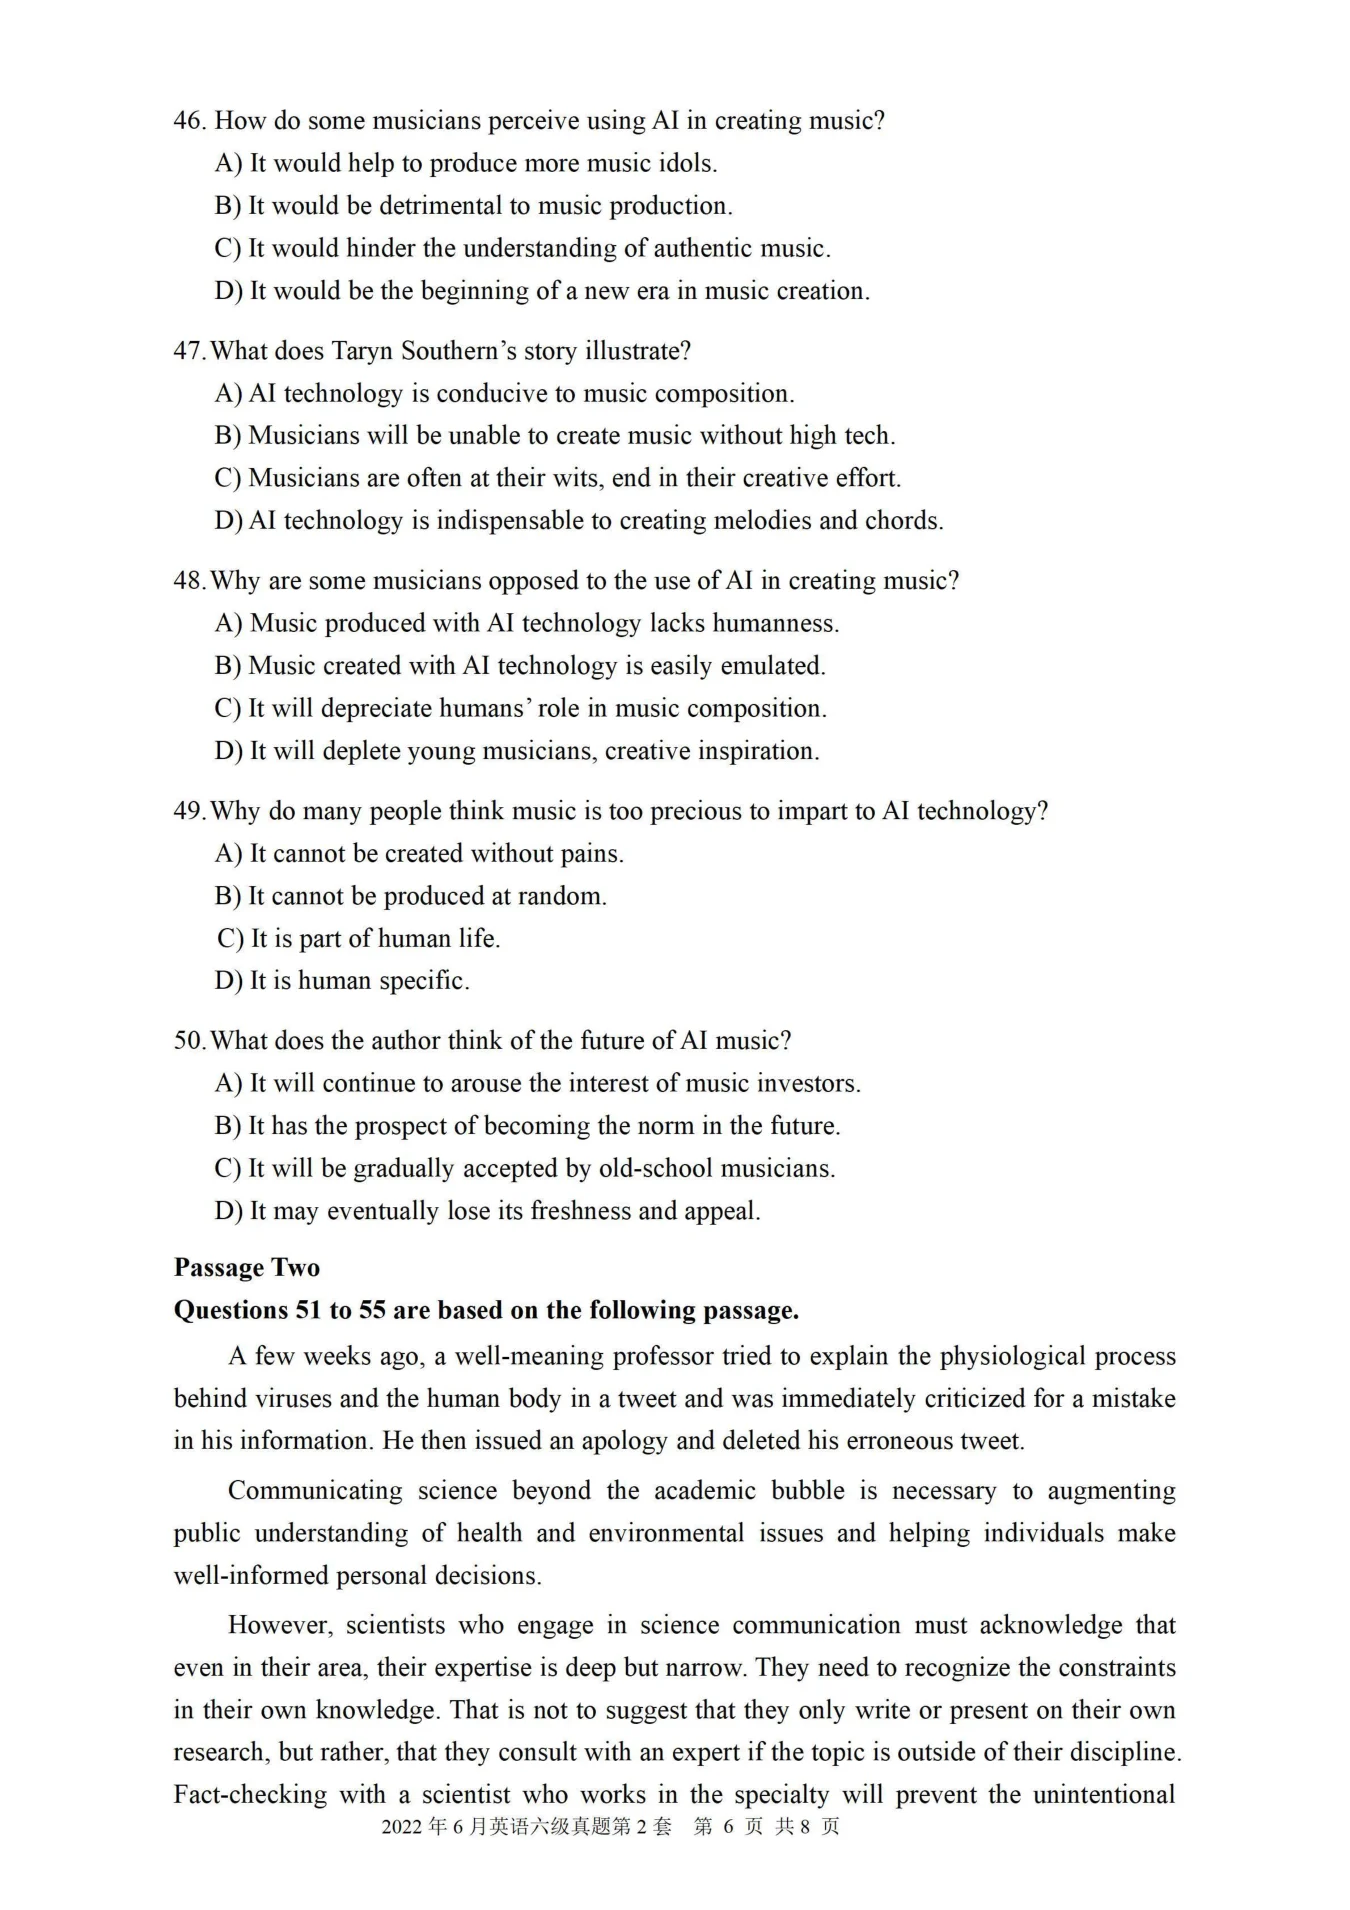 46. How do some musicians perceive using AI in creating music?
A) It would help to produce more music idols.
B) It would be detrimental to music production.
C) It would hinder the understanding of authentic music.
D) It would be the beginning of a new era in music creation.
47. What does Taryn Southern’s story illustrate?
A) AI technology is conducive to music composition.
B) Musicians will be unable to create music without high tech.
C) Musicians are often at their wits, end in their creative effort.
D) AI technology is indispensable to creating melodies and chords.
48. Why are some musicians opposed to the use of AI in creating music?
A) Music produced with AI technology lacks humanness.
B) Music created with AI technology is easily emulated.
C) It will depreciate humans’ role in music composition.
D) It will deplete young musicians, creative inspiration.
49. Why do many people think music is too precious to impart to AI technology?
A) It cannot be created without pains.
B) It cannot be produced at random.
C) It is part of human life.
D) It is human specific.
50. What does the author think of the future of AI music?
A) It will continue to arouse the interest of music investors.
B) It has the prospect of becoming the norm in the future.
C) It will be gradually accepted by old-school musicians.
D) It may eventually lose its freshness and appeal.
Passage Two
Questions 51 to 55 are based on the following passage.
A few weeks ago, a well-meaning professor tried to explain the physiological process
behind viruses and the human body in a tweet and was immediately criticized for a mistake
in his information. He then issued an apology and deleted his erroneous tweet.
Communicating science beyond the academic bubble is necessary to augmenting
public understanding of health and environmental issues and helping individuals make
well-informed personal decisions.
However, scientists who engage in science communication must acknowledge that
even in their area, their expertise is deep but narrow. They need to recognize the constraints
in their own knowledge. That is not to suggest that they only write or present on their own
research, but rather, that they consult with an expert if the topic is outside of their discipline.
Fact-checking with a scientist who works in the specialty will prevent the unintentional
2022 年 6 月英语六级真题第 2 套 第 6 页 共 8 页